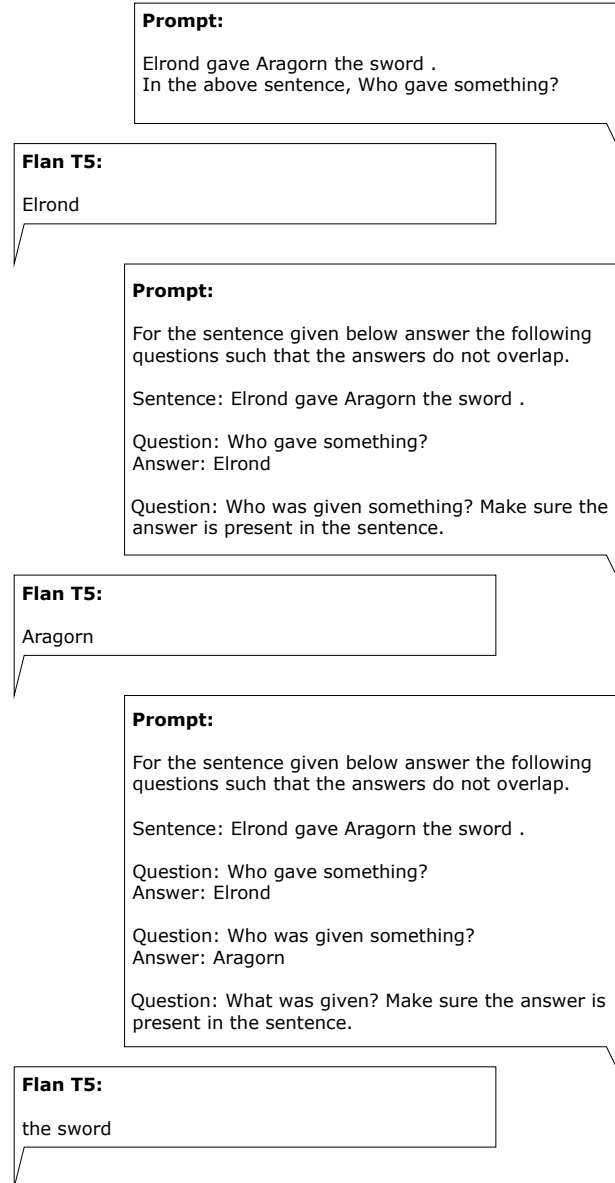 Prompt:
Elrond gave Aragorn the sword .
In the above sentence, Who gave something?
Flan T5:
Elrond
Prompt:
For the sentence given below answer the following
questions such that the answers do not overlap.
Sentence: Elrond gave Aragorn the sword .
Question: Who gave something?
Answer: Elrond
Question: Who was given something? Make sure the
answer is present in the sentence.
Flan T5:
Aragorn
Prompt:
For the sentence given below answer the following
questions such that the answers do not overlap.
Sentence: Elrond gave Aragorn the sword .
Question: Who gave something?
Answer: Elrond
Question: Who was given something?
Answer: Aragorn
Question: What was given? Make sure the answer is
present in the sentence.
Flan T5:
the sword